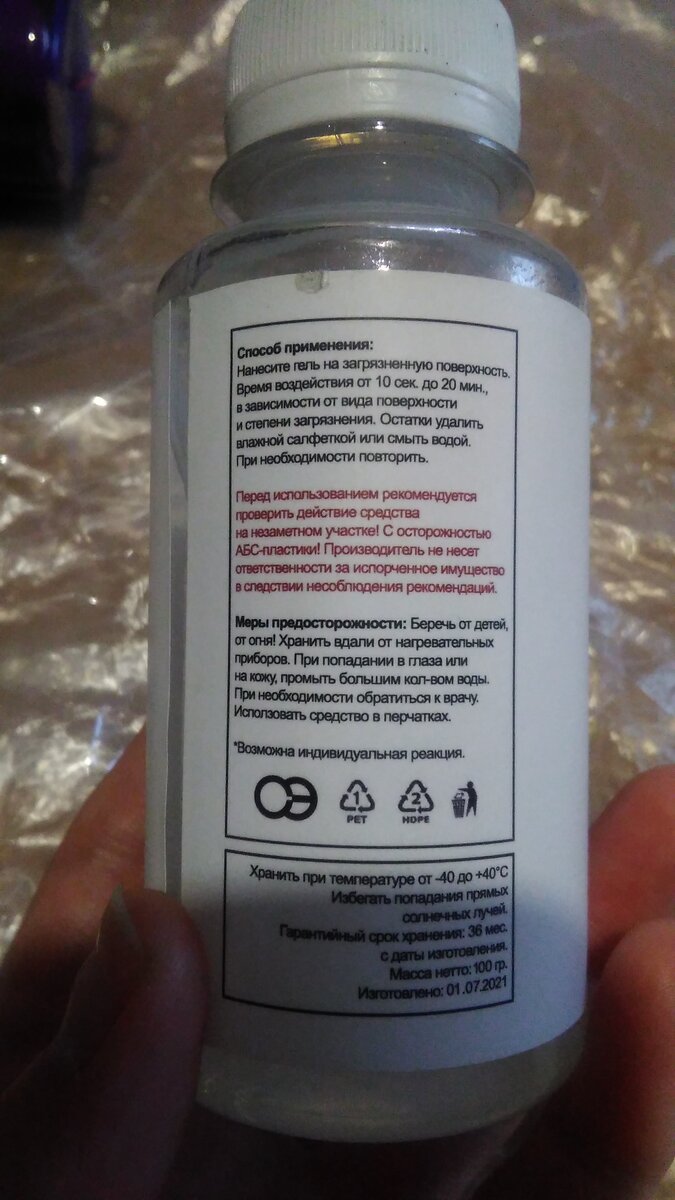 Способ применения:
Нанесите гель на загрязненную поверхность.
Время воздействия от 10 сек. до 20 мин.,
в зависимости от вида поверхности
и степени загрязнения. Остатки удалить
влажной салфеткой или смыть водой.
При необходимости повторить.
Перед использованием рекомендуется
проверить действие средства
на незаметном участке! С осторожностью
АБС-пластики! Производитель не несет
ответственности за испорченное имущество
в следствии несоблюдения рекомендаций.
Меры предосторожности: Беречь от детей,
от огня! Хранить вдали от нагревательных
приборов. При попадании в глаза или
на кожу, промыть большим кол-вом воды.
При необходимости обратиться к врачу.
Исползовать средство в перчатках.
*Возможна индивидуальная реакция.
1 2
PET HDPE
Хранить при температуре от -40 до +40°C
Избегать попадания прямых
солнечных лучей.
Гарантийный срок хранения: 36 мес.
с даты изготовления.
Масса нетто: 100 гр.
Изготовлено: 01.07.2021